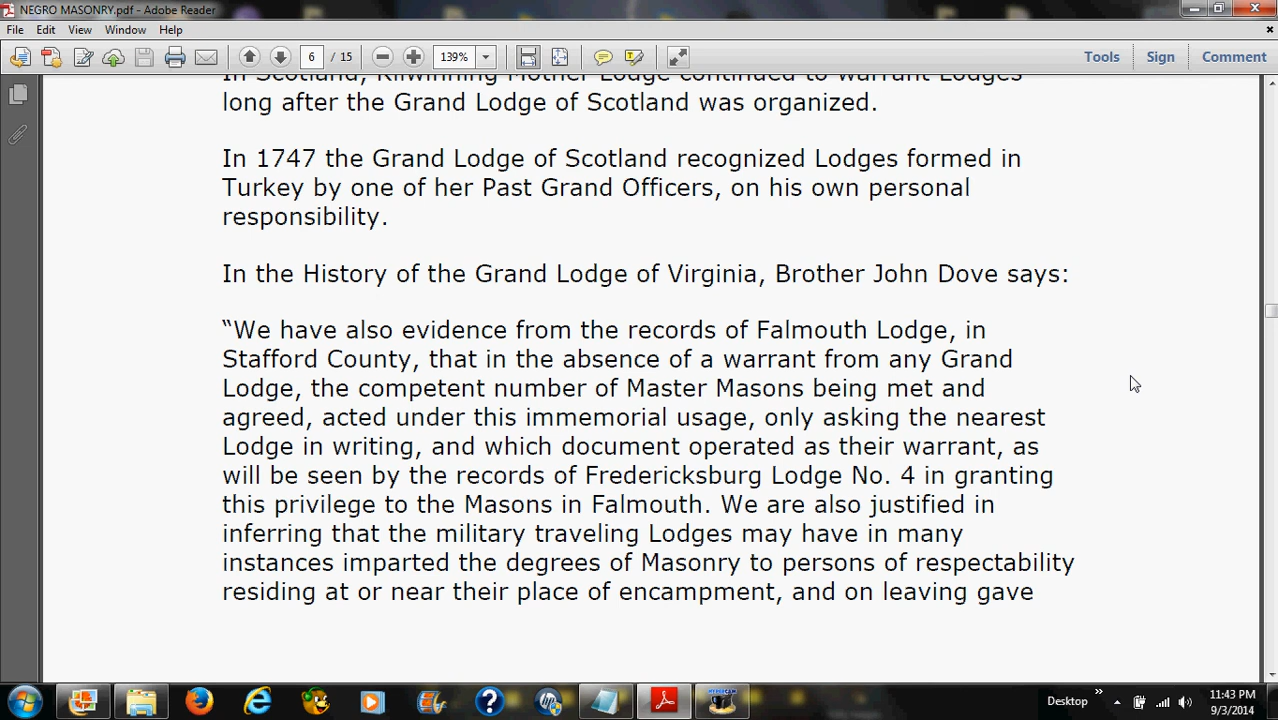 NEGRO MASONRY.pdf - Adobe Reader
File Edit View Window Help
6 / 15 139% Tools Sign Comment
In Scotland, Kilwinning Mother Lodge continued to warrant Lodges
long after the Grand Lodge of Scotland was organized.
In 1747 the Grand Lodge of Scotland recognized Lodges formed in
Turkey by one of her Past Grand Officers, on his own personal
responsibility.
In the History of the Grand Lodge of Virginia, Brother John Dove says:
“We have also evidence from the records of Falmouth Lodge, in
Stafford County, that in the absence of a warrant from any Grand
Lodge, the competent number of Master Masons being met and
agreed, acted under this immemorial usage, only asking the nearest
Lodge in writing, and which document operated as their warrant, as
will be seen by the records of Fredericksburg Lodge No. 4 in granting
this privilege to the Masons in Falmouth. We are also justified in
inferring that the military traveling Lodges may have in many
instances imparted the degrees of Masonry to persons of respectability
residing at or near their place of encampment, and on leaving gave
Desktop
11:43 PM
9/3/2014